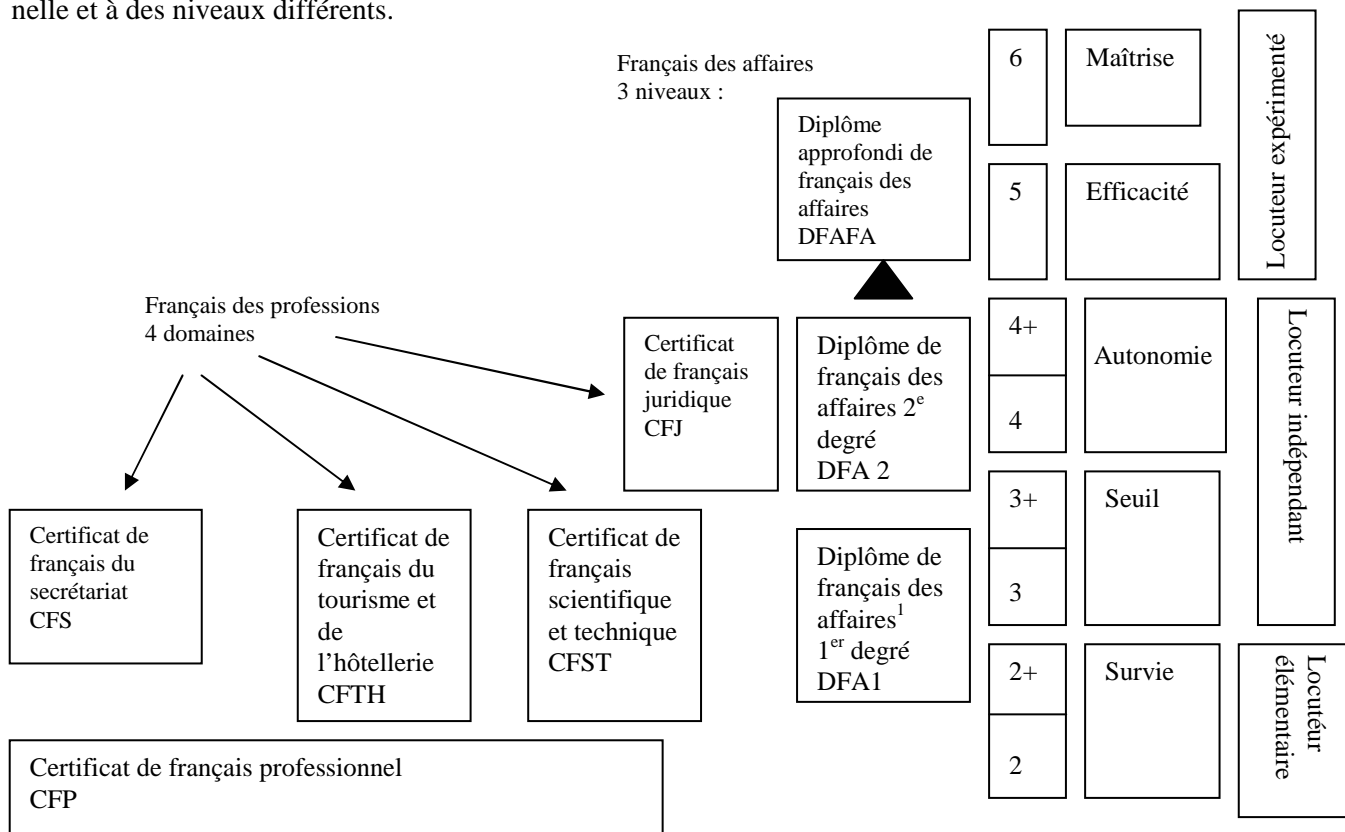 nelle et à des niveaux différents.
Français des affaires
3 niveaux :
Diplôme
approfondi de
français des
affaires
DFAFA
6
Maîtrise
Locuteur expérimenté
5
Efficacité
Français des professions
4 domaines
Certificat
de français
juridique
CFJ
Diplôme de
français des
affaires 2e
degré
DFA 2
4+
Autonomie
4
Locuteur indépendant
Certificat de
français du
secrétariat
CFS
Certificat de
français du
tourisme et
de
l’hôtellerie
CFTH
Certificat de
français
scientifique
et technique
CFST
Diplôme de
français des
affaires1
1er degré
DFA1
3+
Seuil
3
2+
Survie
2
Locutéur
élémentaire
Certificat de français professionnel
CFP